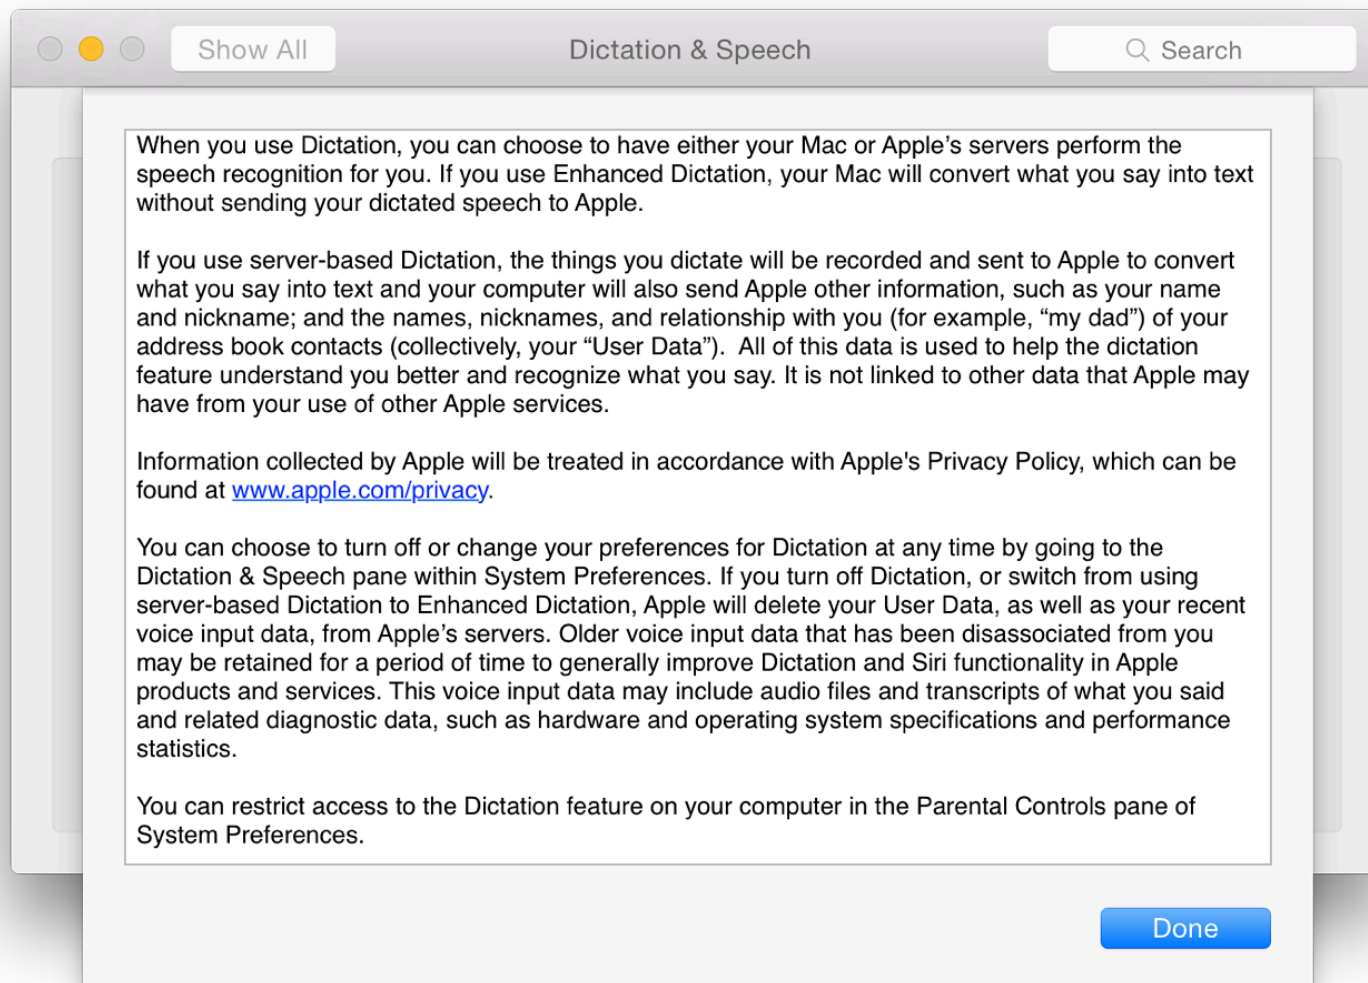 Show All
Dictation & Speech
Search
When you use Dictation, you can choose to have either your Mac or Apple’s servers perform the
speech recognition for you. If you use Enhanced Dictation, your Mac will convert what you say into text
without sending your dictated speech to Apple.
If you use server-based Dictation, the things you dictate will be recorded and sent to Apple to convert
what you say into text and your computer will also send Apple other information, such as your name
and nickname; and the names, nicknames, and relationship with you (for example, “my dad”) of your
address book contacts (collectively, your “User Data”).  All of this data is used to help the dictation
feature understand you better and recognize what you say. It is not linked to other data that Apple may
have from your use of other Apple services.
Information collected by Apple will be treated in accordance with Apple's Privacy Policy, which can be
found at www.apple.com/privacy.
You can choose to turn off or change your preferences for Dictation at any time by going to the
Dictation & Speech pane within System Preferences. If you turn off Dictation, or switch from using
server-based Dictation to Enhanced Dictation, Apple will delete your User Data, as well as your recent
voice input data, from Apple’s servers. Older voice input data that has been disassociated from you
may be retained for a period of time to generally improve Dictation and Siri functionality in Apple
products and services. This voice input data may include audio files and transcripts of what you said
and related diagnostic data, such as hardware and operating system specifications and performance
statistics.
You can restrict access to the Dictation feature on your computer in the Parental Controls pane of
System Preferences.
Done